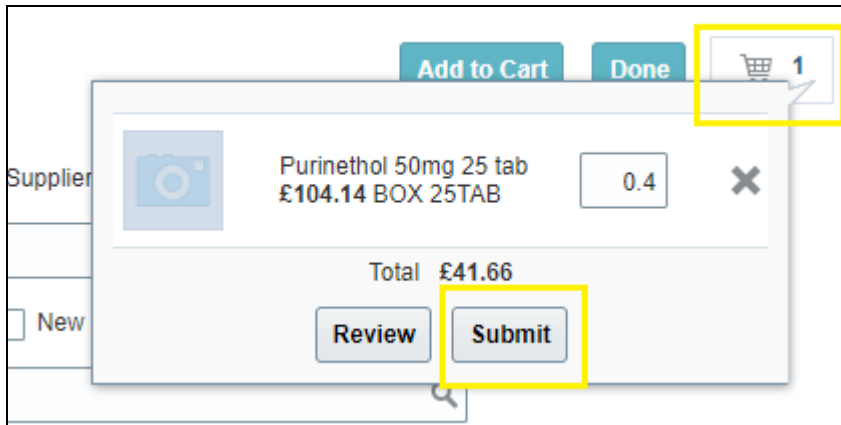 Add to Cart
Done
1
Supplier
Purinethol 50mg 25 tab
£104.14 BOX 25TAB
0.4
Total £41.66
New
Review
Submit